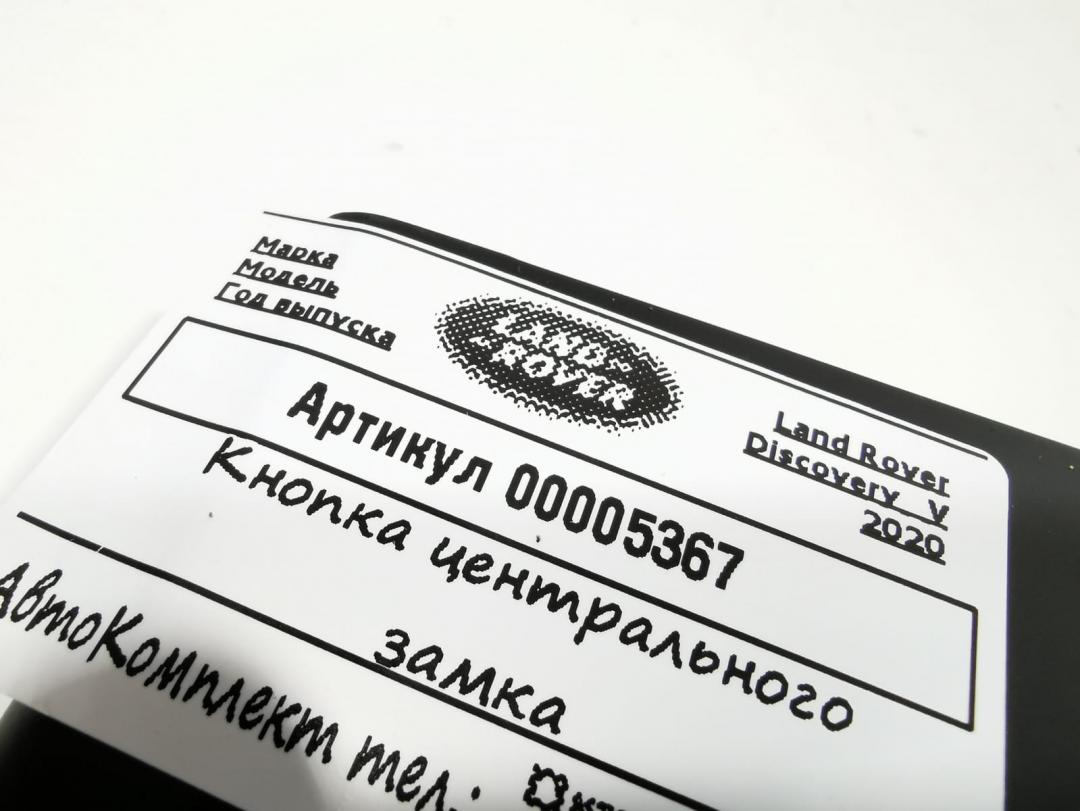 Марка
Модель
Год выпуска
LAND-
ROVER
Land Rover
Discovery V
2020
Артикул 00005367
Кнопка центрального
замка
АвтоКомплект тел.: